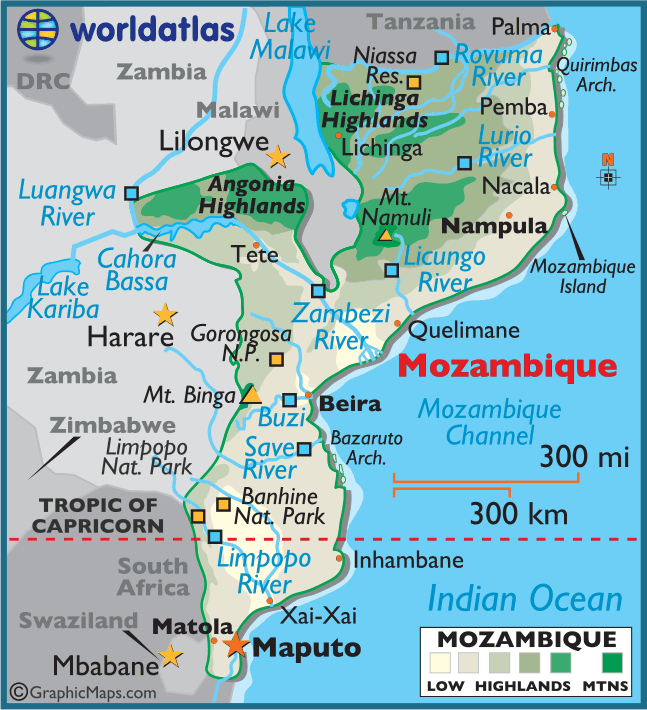 worldatlas
Lake
Malawi
Tanzania
Palma
Niassa
Res.
Rovuma
River
Quirimbas
Arch.
DRC
Zambia
Malawi
Lichinga
Highlands
Pemba
Lilongwe
Lichinga
Lurio
River
N
Luangwa
River
Angonia
Highlands
Mt.
Namuli
Nacala
Nampula
Cahora
Bassa
Tete
Licungo
River
Mozambique
Island
Lake
Kariba
Zambezi
River
Harare
Gorongosa
N.P.
Quelimane
Mozambique
Zambia
Mt. Binga
Buzi
Beira
Mozambique
Channel
Zimbabwe
Limpopo
Nat. Park
Save
River
Bazaruto
Arch.
300 mi
300 km
Banhine
Nat. Park
TROPIC OF
CAPRICORN
South
Africa
Limpopo
River
Inhambane
Indian Ocean
Swaziland
Xai-Xai
Matola
Maputo
Mbabane
MOZAMBIQUE
LOW HIGHLANDS MTNS
©GraphicMaps.com